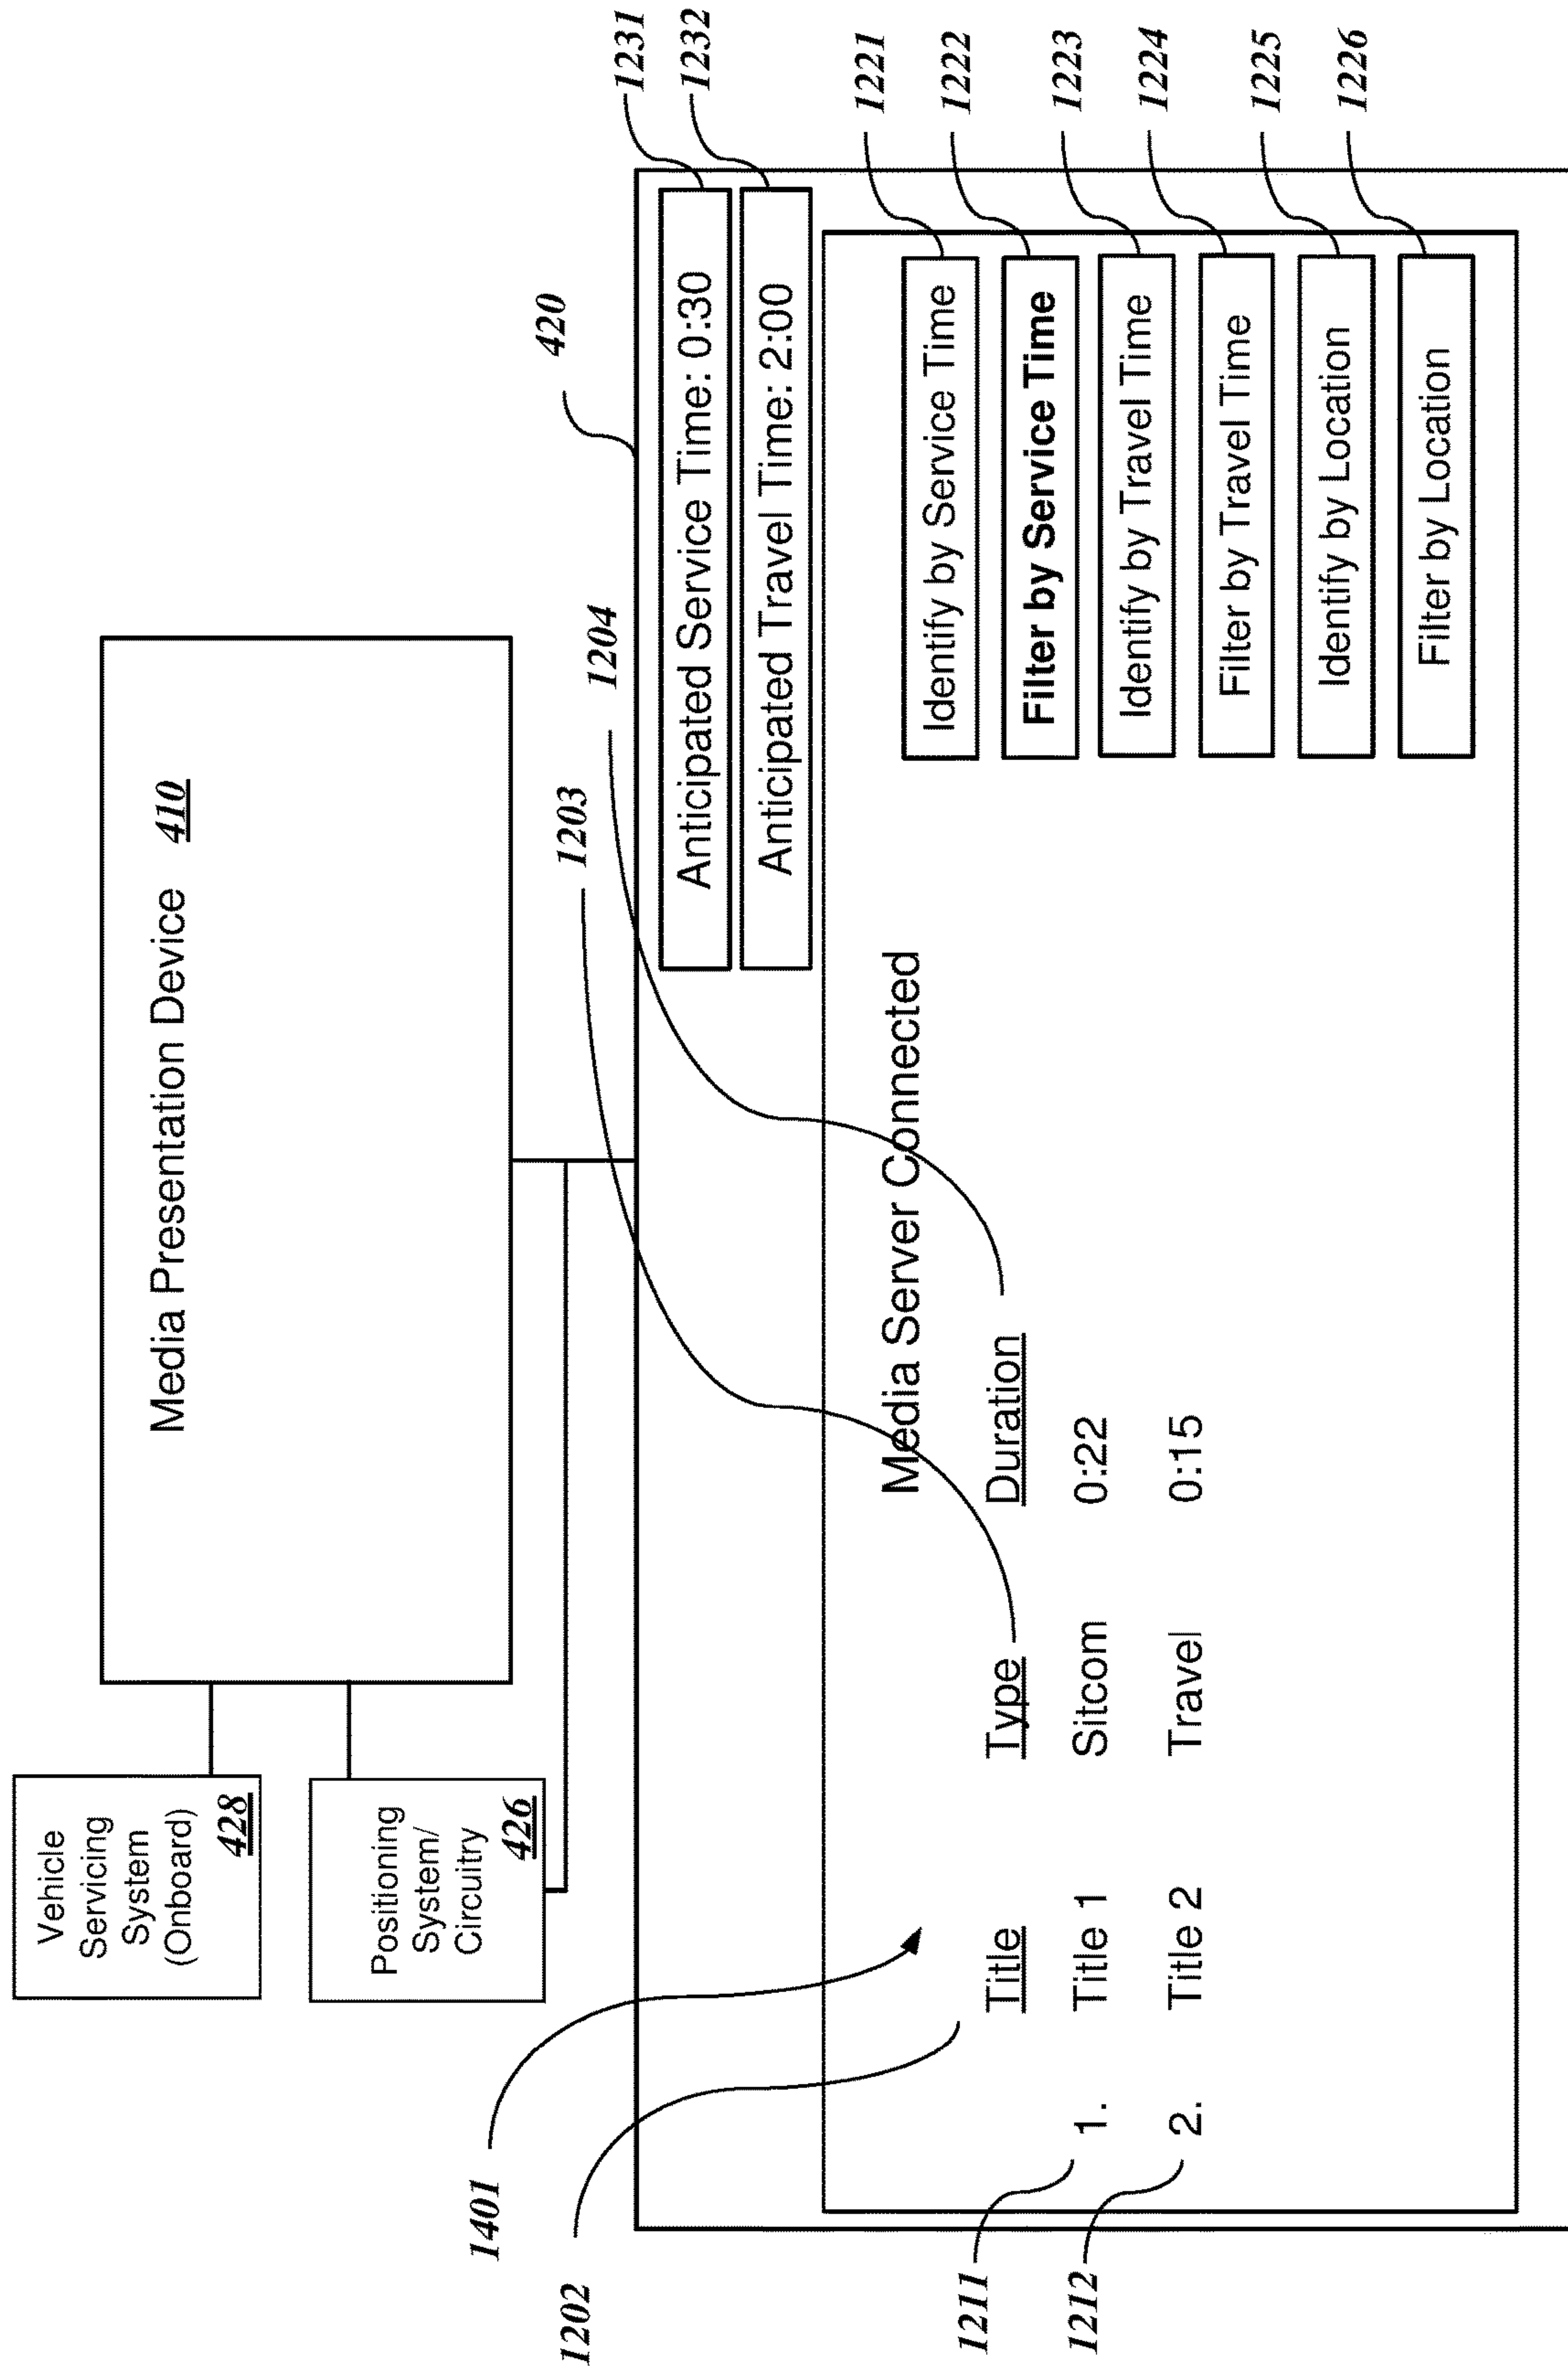 Vehicle
Servicing
System
(Onboard)
428
Positioning
System/
Circuitry
426
Media Presentation Device 410
420
1401
1202
1203
1204
1231
1232
Anticipated Service Time: 0:30
Anticipated Travel Time: 2:00
Media Server Connected
Title Type Duration
1211 1. Title 1 Sitcom 0:22
1212 2. Title 2 Travel 0:15
Identify by Service Time 1221
Filter by Service Time 1222
Identify by Travel Time 1223
Filter by Travel Time 1224
Identify by Location 1225
Filter by Location 1226